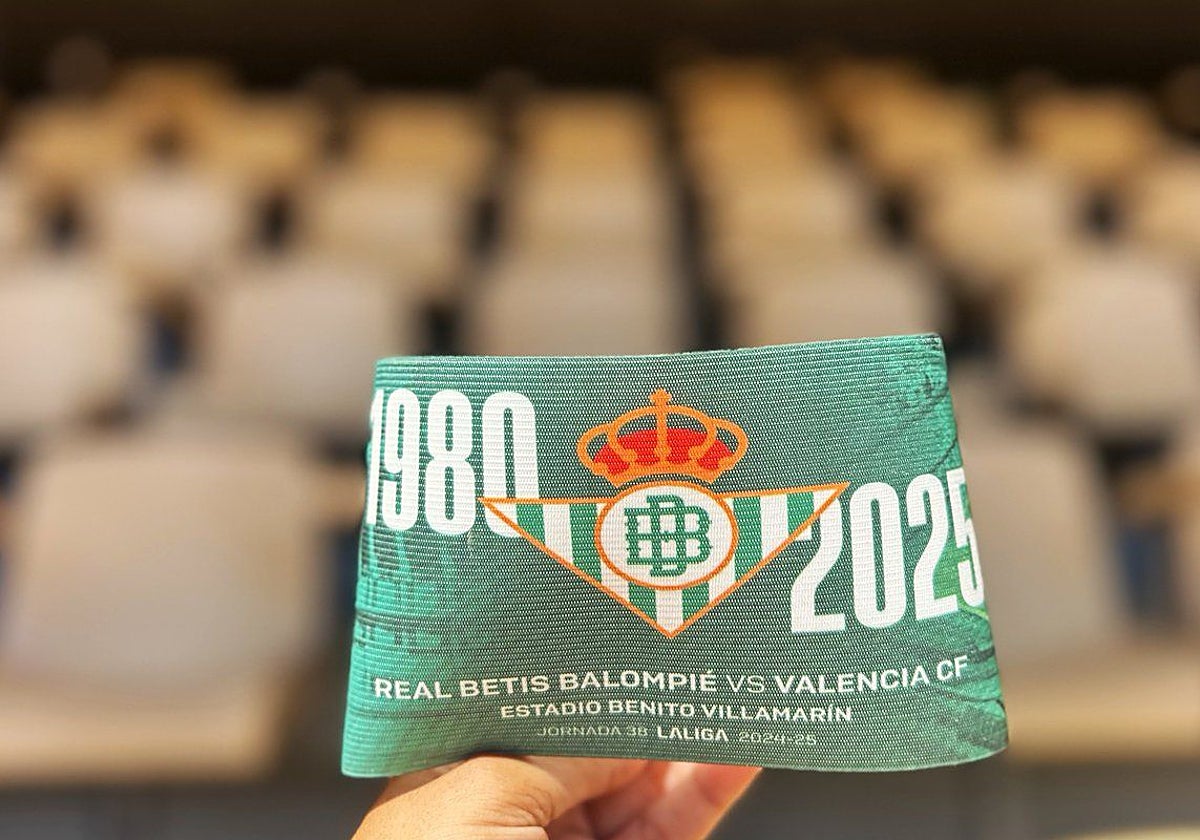 1980
2025
REAL BETIS BALOMPIÉ VS VALENCIA CF
ESTADIO BENITO VILLAMARÍN
JORNADA 38 LALIGA 2024-25